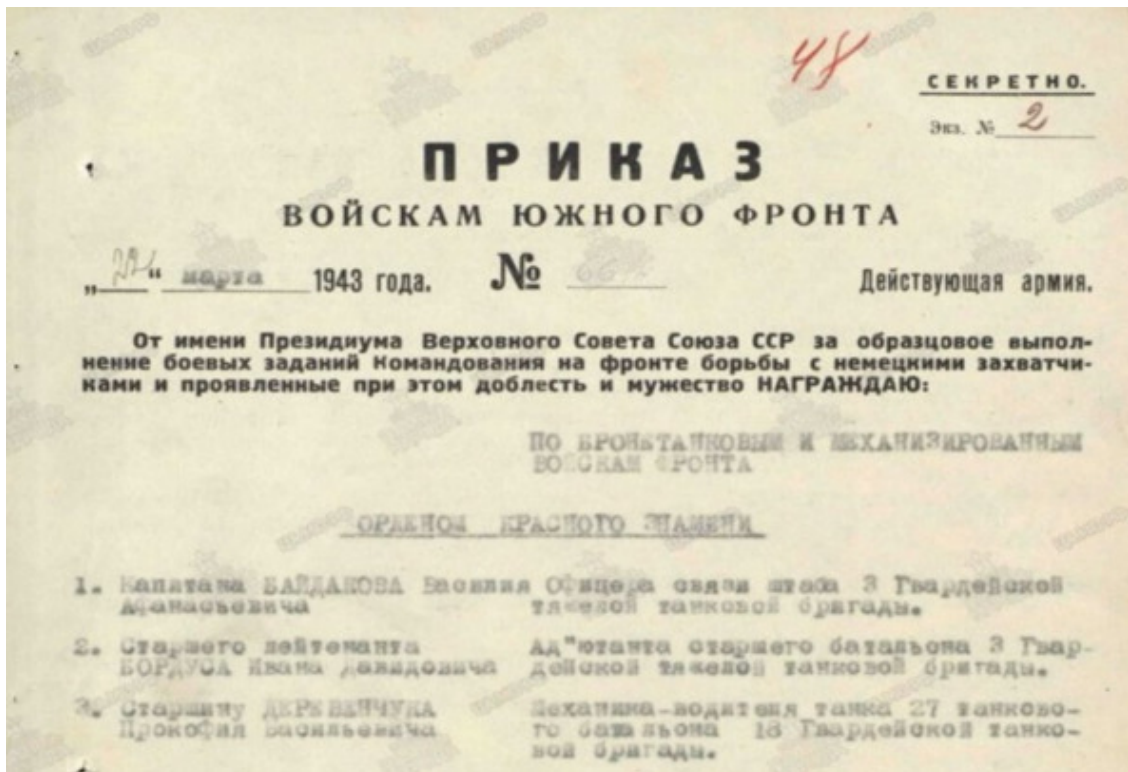 48
СЕКРЕТНО.
Экз. № 2
ПРИКАЗ
ВОЙСКАМ ЮЖНОГО ФРОНТА
„ “ марта 1943 года. № Действующая армия.
От имени Президиума Верховного Совета Союза ССР за образцовое выпол-
нение боевых заданий Командования на фронте борьбы с немецкими захватчи-
ками и проявленные при этом доблесть и мужество НАГРАЖДАЮ:
ПО БРОНЕТАНКОВЫМ И МЕХАНИЗИРОВАННЫМ
ВОЙСКАМ ФРОНТА
ОРДЕНОМ КРАСНОГО ЗНАМЕНИ
1. Капитана БАЙДАКОВА Василия Офицера связи штаба 3 Гвардейской
Афанасьевича тяжелой танковой бригады.
2. Старшего лейтенанта Ад"ютанта старшего батальона 3 Гвар-
БОРДУСА Ивана Давидовича дейской тяжелой танковой бригады.
3. Старшину ДЕРЕВЕНЧУКА Механика-водителя танка 27 танково-
Прокофия Васильевича го батальона 18 Гвардейской танко-
вой бригады.